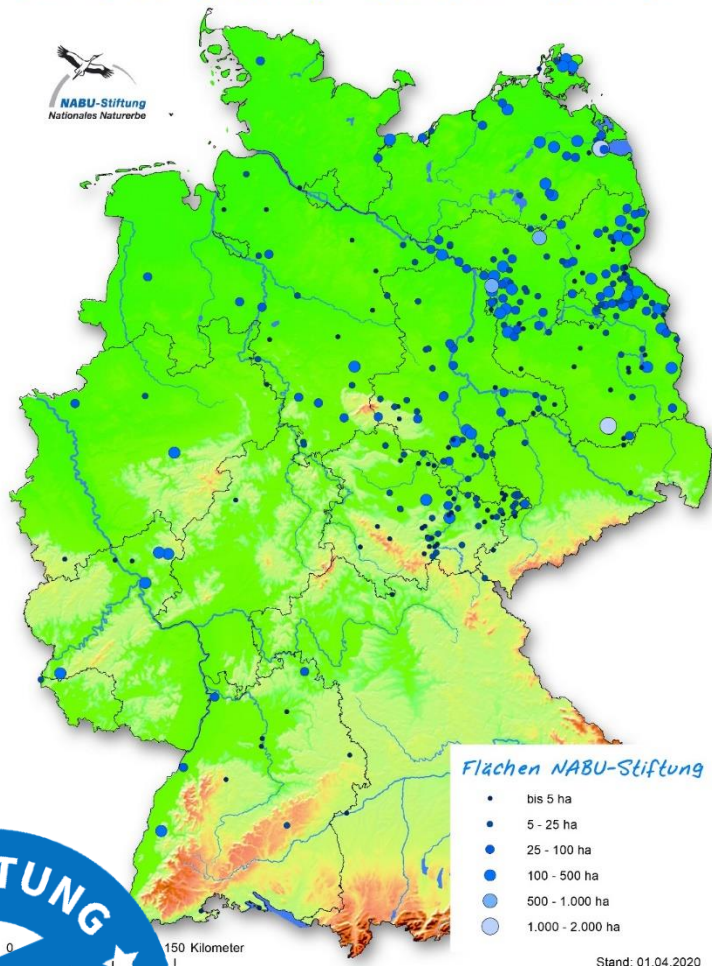 NABU-Stiftung
Nationales Naturerbe
Flächen NABU-Stiftung
bis 5 ha
5 - 25 ha
25 - 100 ha
100 - 500 ha
500 - 1.000 ha
1.000 - 2.000 ha
TUNG
0 150 Kilometer
Stand: 01.04.2020